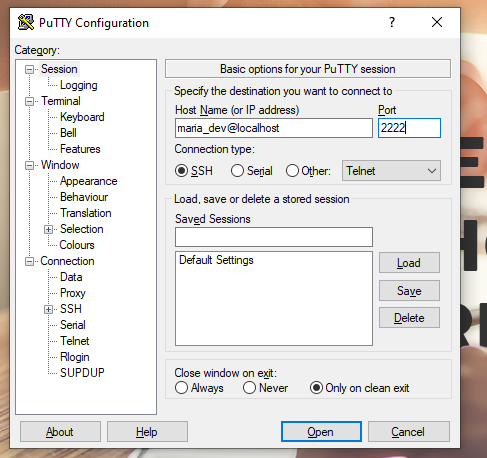 PuTTY Configuration
?
Category:
Session
Logging
Terminal
Keyboard
Bell
Features
Window
Appearance
Behaviour
Translation
Selection
Colours
Connection
Data
Proxy
SSH
Serial
Telnet
Rlogin
SUPDUP
Basic options for your PuTTY session
Specify the destination you want to connect to
Host Name (or IP address) Port
maria_dev@localhost 2222
Connection type:
SSH Serial Other: Telnet
Load, save or delete a stored session
Saved Sessions
Default Settings
Load
Save
Delete
Close window on exit:
Always Never Only on clean exit
About Help Open Cancel